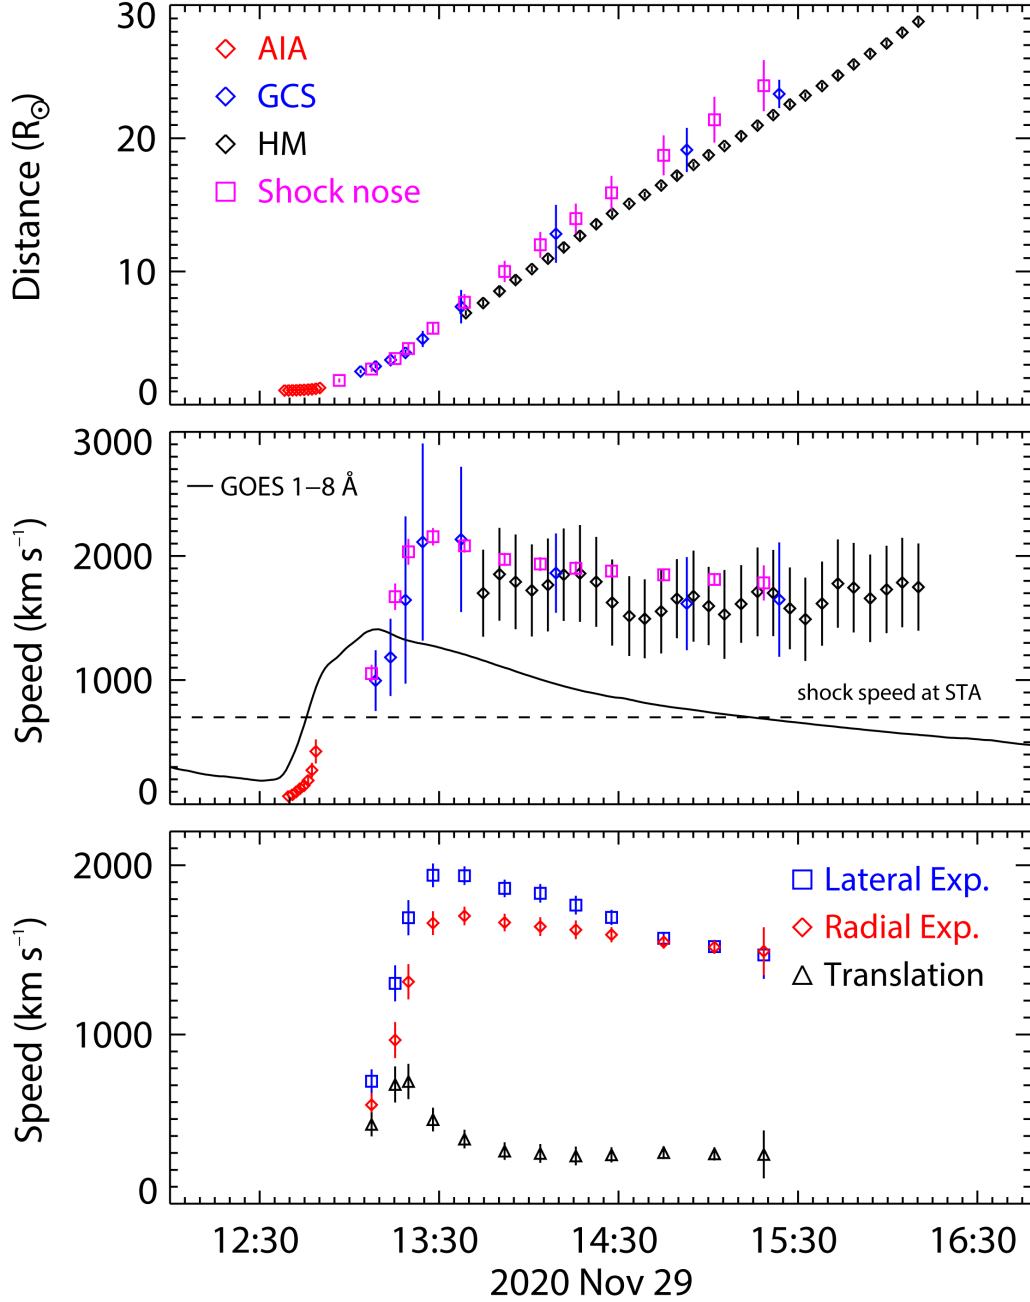 30
20
10
0
Distance (R☉)
AIA
GCS
HM
Shock nose
3000
2000
1000
0
Speed (km s⁻¹)
GOES 1−8 Å
shock speed at STA
2000
1000
0
Speed (km s⁻¹)
Lateral Exp.
Radial Exp.
Translation
12:30 13:30 14:30 15:30 16:30
2020 Nov 29